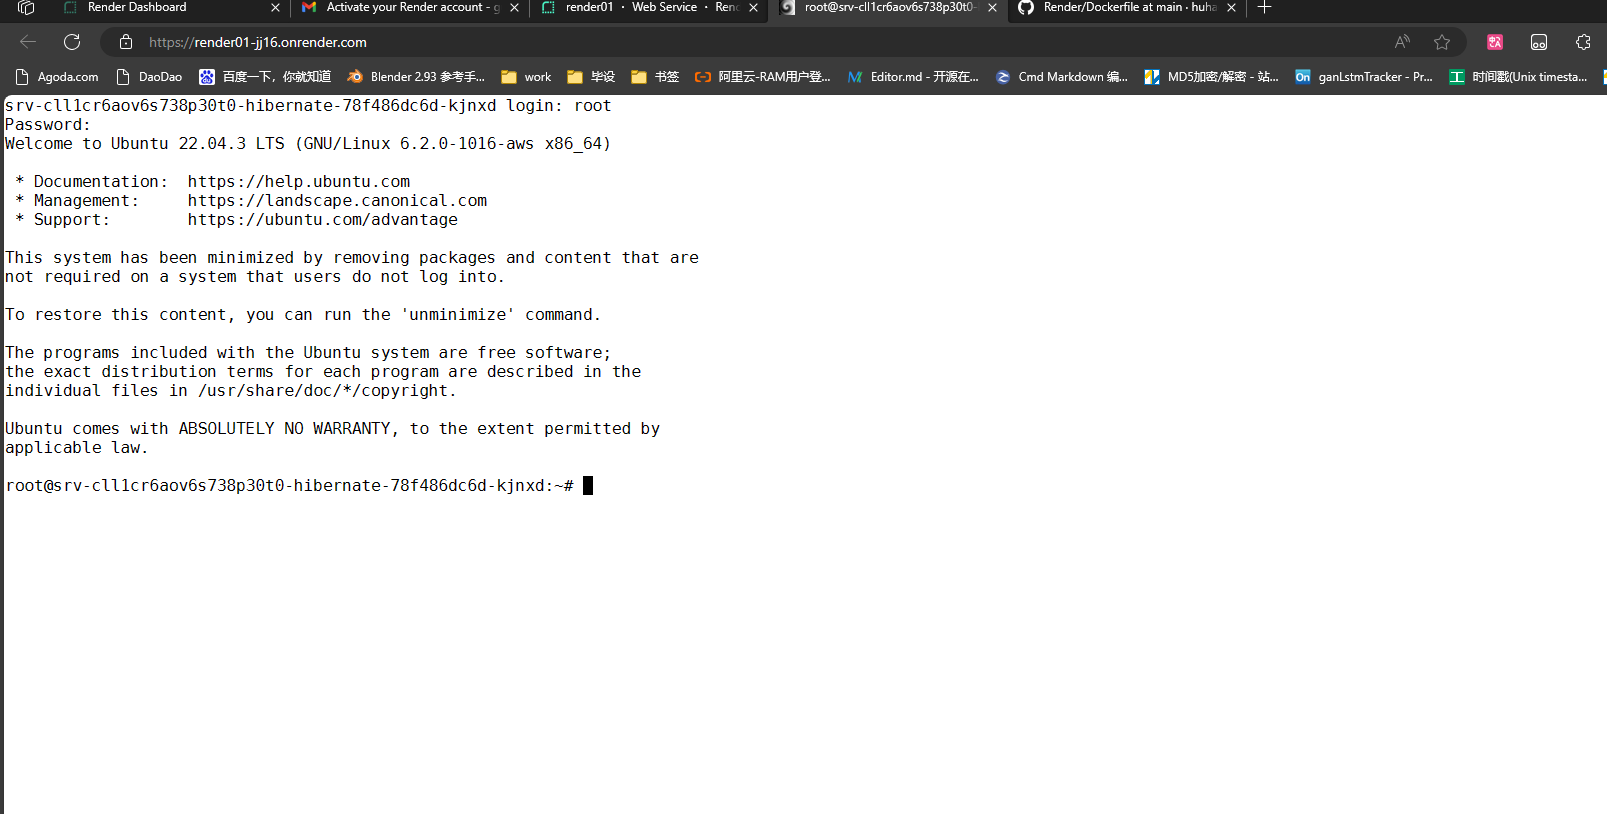 Render Dashboard
Activate your Render account - g
render01 · Web Service · Renc
root@srv-cll1cr6aov6s738p30t0-
Render/Dockerfile at main · huha
https://render01-jj16.onrender.com
Agoda.com
DaoDao
百度一下，你就知道
Blender 2.93 参考手...
work
毕设
书签
阿里云-RAM用户登...
Editor.md - 开源在...
Cmd Markdown 编...
MD5加密/解密 - 站...
ganLstmTracker - Pr...
时间戳(Unix timesta...
srv-cll1cr6aov6s738p30t0-hibernate-78f486dc6d-kjnxd login: root
Password:
Welcome to Ubuntu 22.04.3 LTS (GNU/Linux 6.2.0-1016-aws x86_64)
* Documentation:  https://help.ubuntu.com
* Management:     https://landscape.canonical.com
* Support:        https://ubuntu.com/advantage
This system has been minimized by removing packages and content that are
not required on a system that users do not log into.
To restore this content, you can run the 'unminimize' command.
The programs included with the Ubuntu system are free software;
the exact distribution terms for each program are described in the
individual files in /usr/share/doc/*/copyright.
Ubuntu comes with ABSOLUTELY NO WARRANTY, to the extent permitted by
applicable law.
root@srv-cll1cr6aov6s738p30t0-hibernate-78f486dc6d-kjnxd:~#